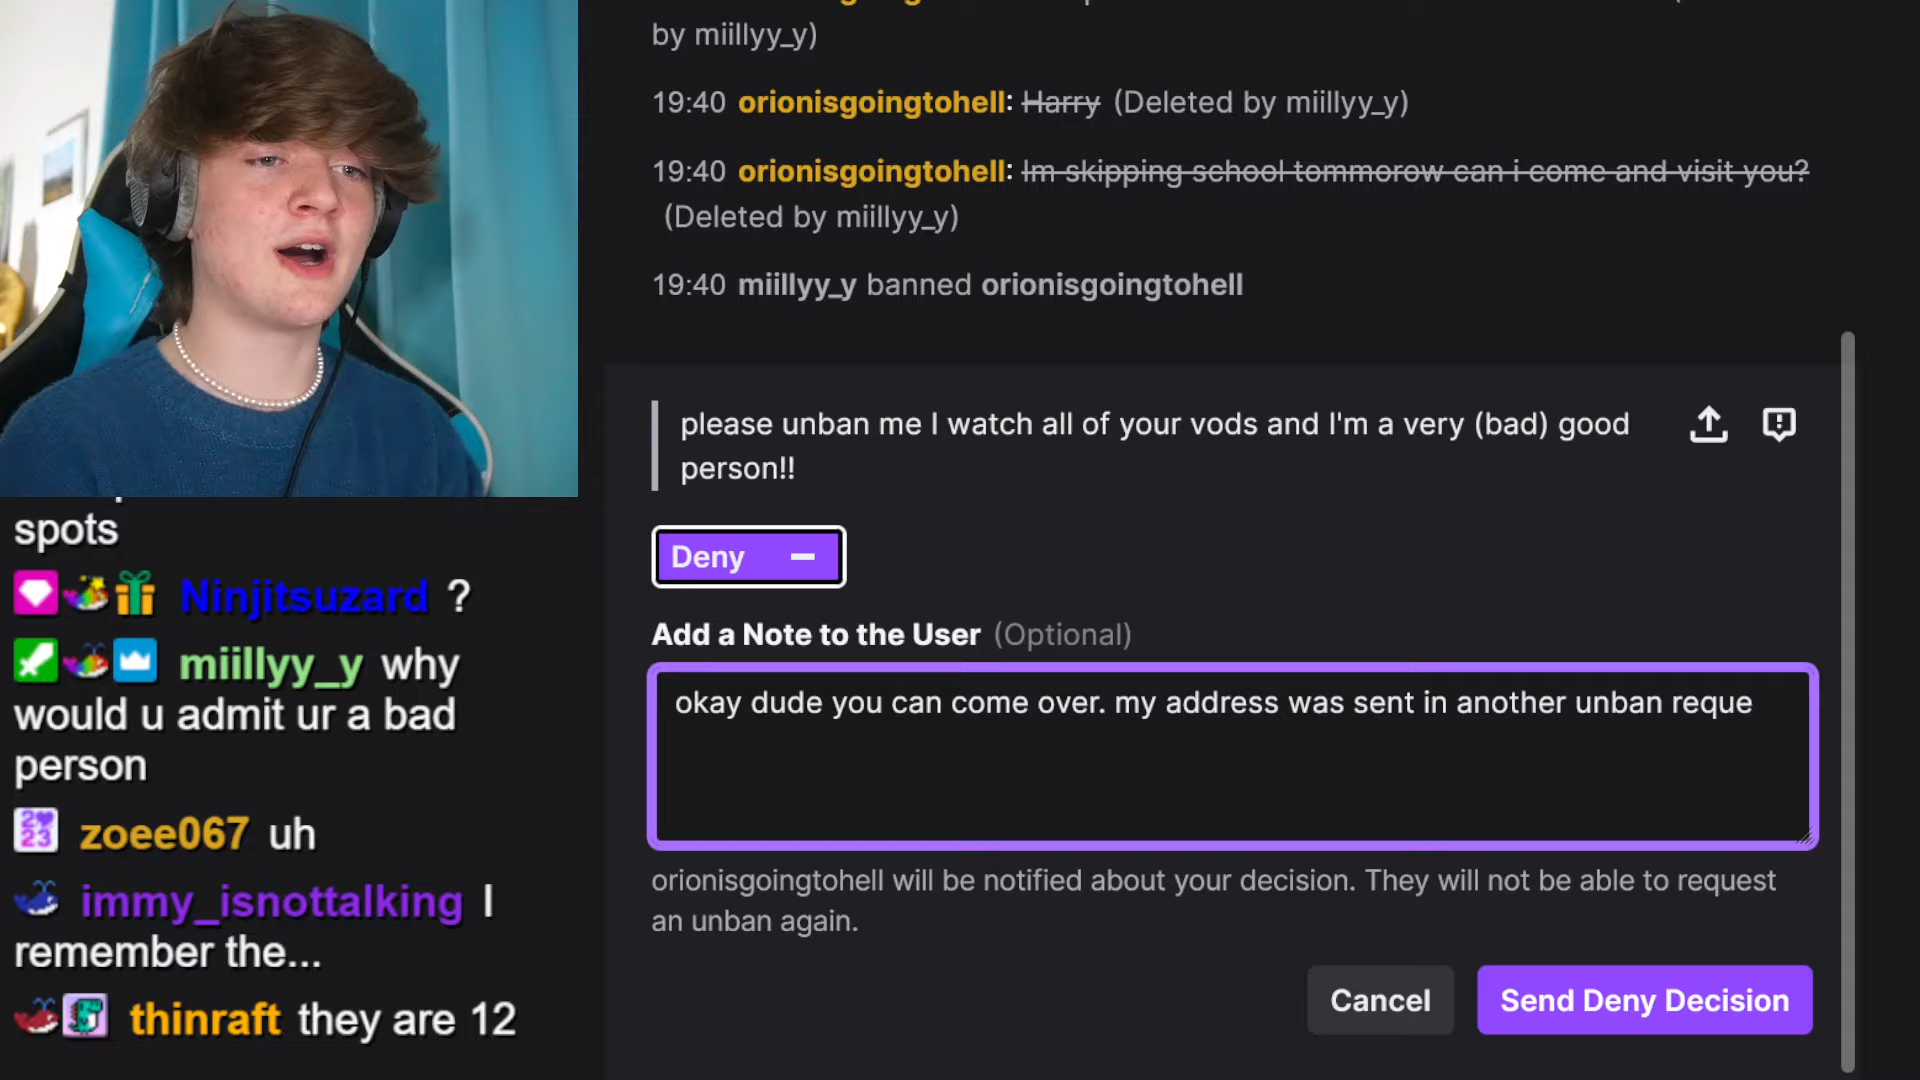 by miillyy_y)
19:40 orionisgoingtohell: Harry (Deleted by miillyy_y)
19:40 orionisgoingtohell: Im skipping school tommorow can i come and visit you?
(Deleted by miillyy_y)
19:40 miillyy_y banned orionisgoingtohell
please unban me I watch all of your vods and I'm a very (bad) good
person!!
Deny
Add a Note to the User (Optional)
okay dude you can come over. my address was sent in another unban reque
orionisgoingtohell will be notified about your decision. They will not be able to request
an unban again.
Cancel
Send Deny Decision
spots
Ninjitsuzard ?
miillyy_y why
would u admit ur a bad
person
2023
zoee067 uh
immy_isnottalking I
remember the...
thinraft they are 12